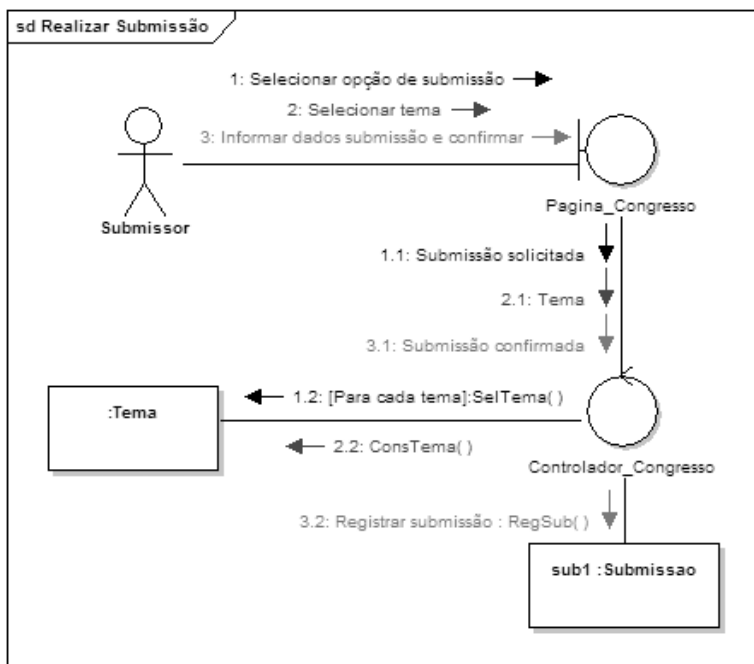 sd Realizar Submissão
1: Selecionar opção de submissão
2: Selecionar tema
3: Informar dados submissão e confirmar
Submissor
Pagina_Congresso
1.1: Submissão solicitada
2.1: Tema
3.1: Submissão confirmada
1.2: [Para cada tema]:SelTema( )
:Tema
2.2: ConsTema( )
Controlador_Congresso
3.2: Registrar submissão : RegSub( )
sub1 :Submissao